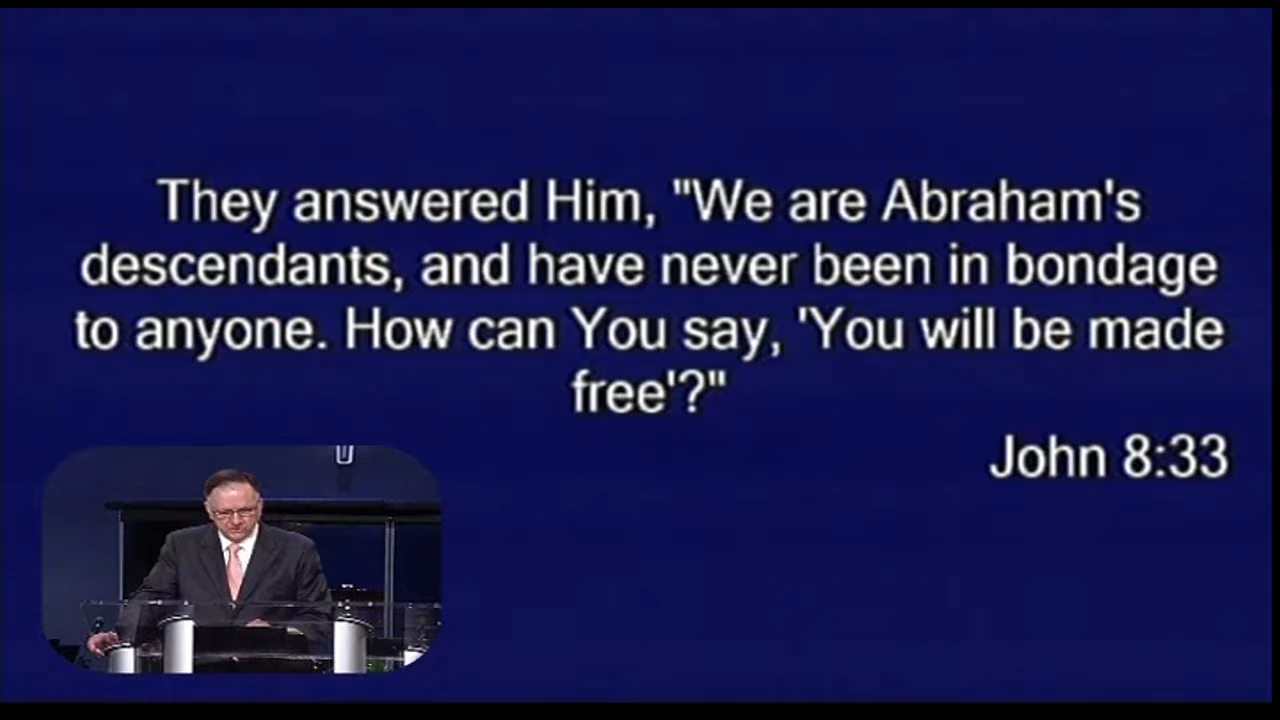 They answered Him, "We are Abraham's
descendants, and have never been in bondage
to anyone. How can You say, 'You will be made
free'?"
John 8:33